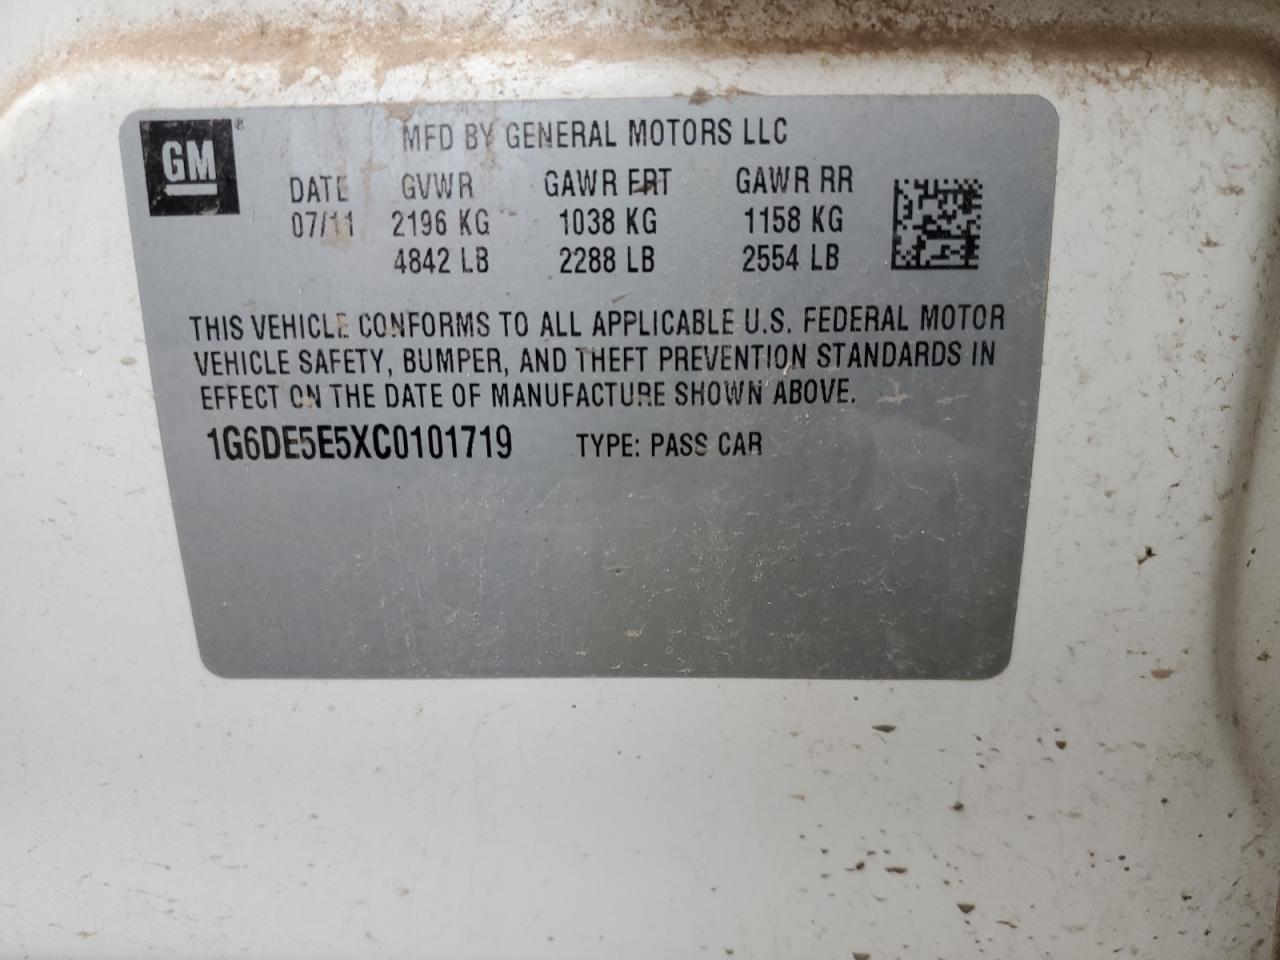 GM®
MFD BY GENERAL MOTORS LLC
DATE GVWR GAWR FRT GAWR RR
07/11 2196 KG 1038 KG 1158 KG
4842 LB 2288 LB 2554 LB
THIS VEHICLE CONFORMS TO ALL APPLICABLE U.S. FEDERAL MOTOR
VEHICLE SAFETY, BUMPER, AND THEFT PREVENTION STANDARDS IN
EFFECT ON THE DATE OF MANUFACTURE SHOWN ABOVE.
1G6DE5E5XC0101719 TYPE: PASS CAR